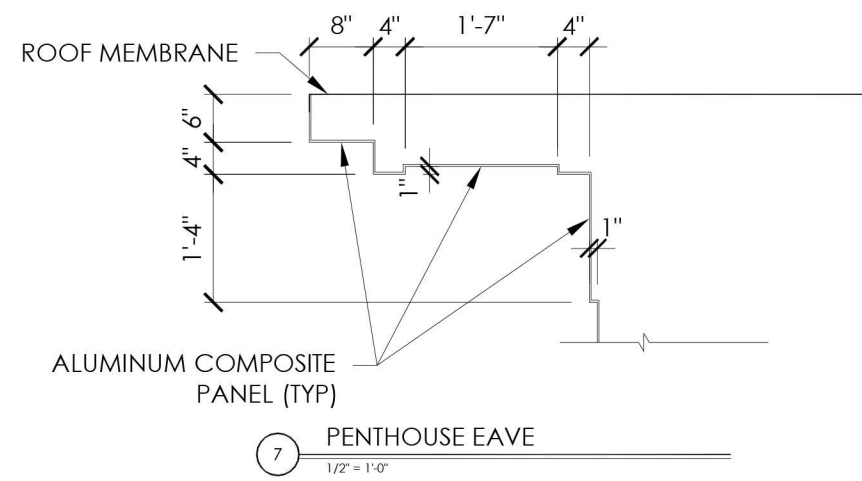 8" 4" 1'-7" 4"
ROOF MEMBRANE
6"
4"
1"
1'-4"
1"
ALUMINUM COMPOSITE
PANEL (TYP)
7
PENTHOUSE EAVE
1/2" = 1'-0"